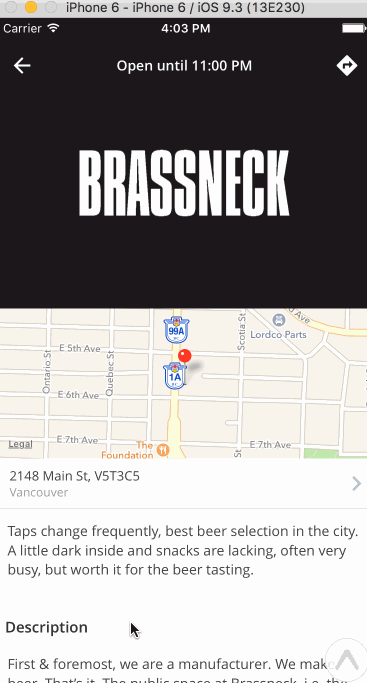 iPhone 6 - iPhone 6 / iOS 9.3 (13E230)
Carrier 4:03 PM
Open until 11:00 PM
BRASSNECK
99A
Ave
Lordco Parts
E 5th Ave
Ontario St
Quebec St
Scotia St
1A
E 6th Ave
Legal
E 7th Ave
The
Foundation
St
E 7th Ave
2148 Main St, V5T3C5
Vancouver
Taps change frequently, best beer selection in the city.
A little dark inside and snacks are lacking, often very
busy, but worth it for the beer tasting.
Description
First & foremost, we are a manufacturer. We make
beer. That's it. The public space at Brassneck, i.e. the